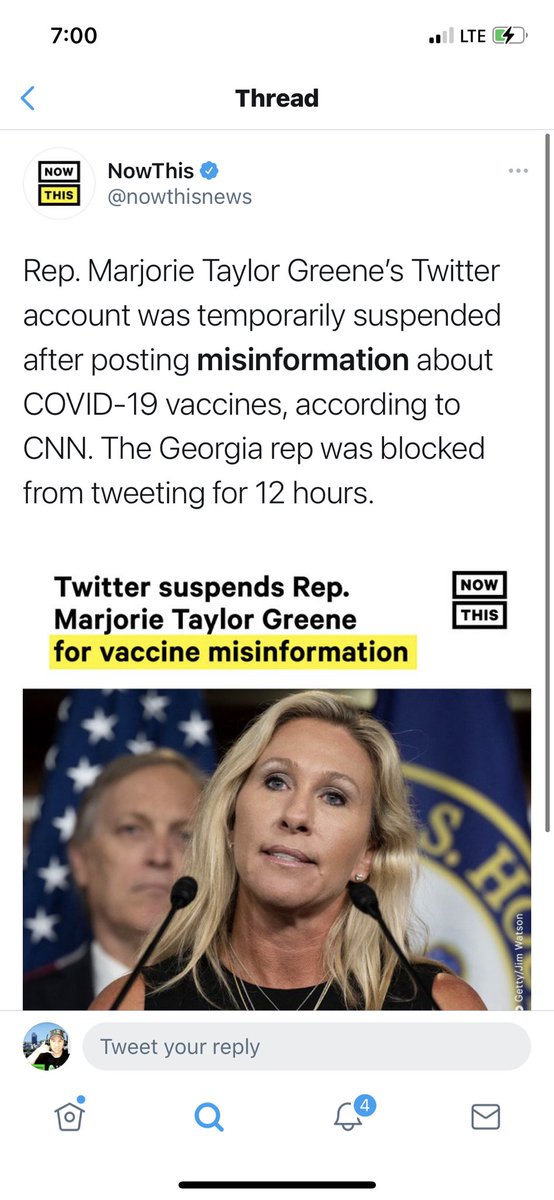 7:00
LTE
Thread
NOW
THIS
NowThis
@nowthisnews
Rep. Marjorie Taylor Greene’s Twitter
account was temporarily suspended
after posting misinformation about
COVID-19 vaccines, according to
CNN. The Georgia rep was blocked
from tweeting for 12 hours.
Twitter suspends Rep.
Marjorie Taylor Greene
for vaccine misinformation
NOW
THIS
S. HO
Getty/Jim Watson
Tweet your reply
4